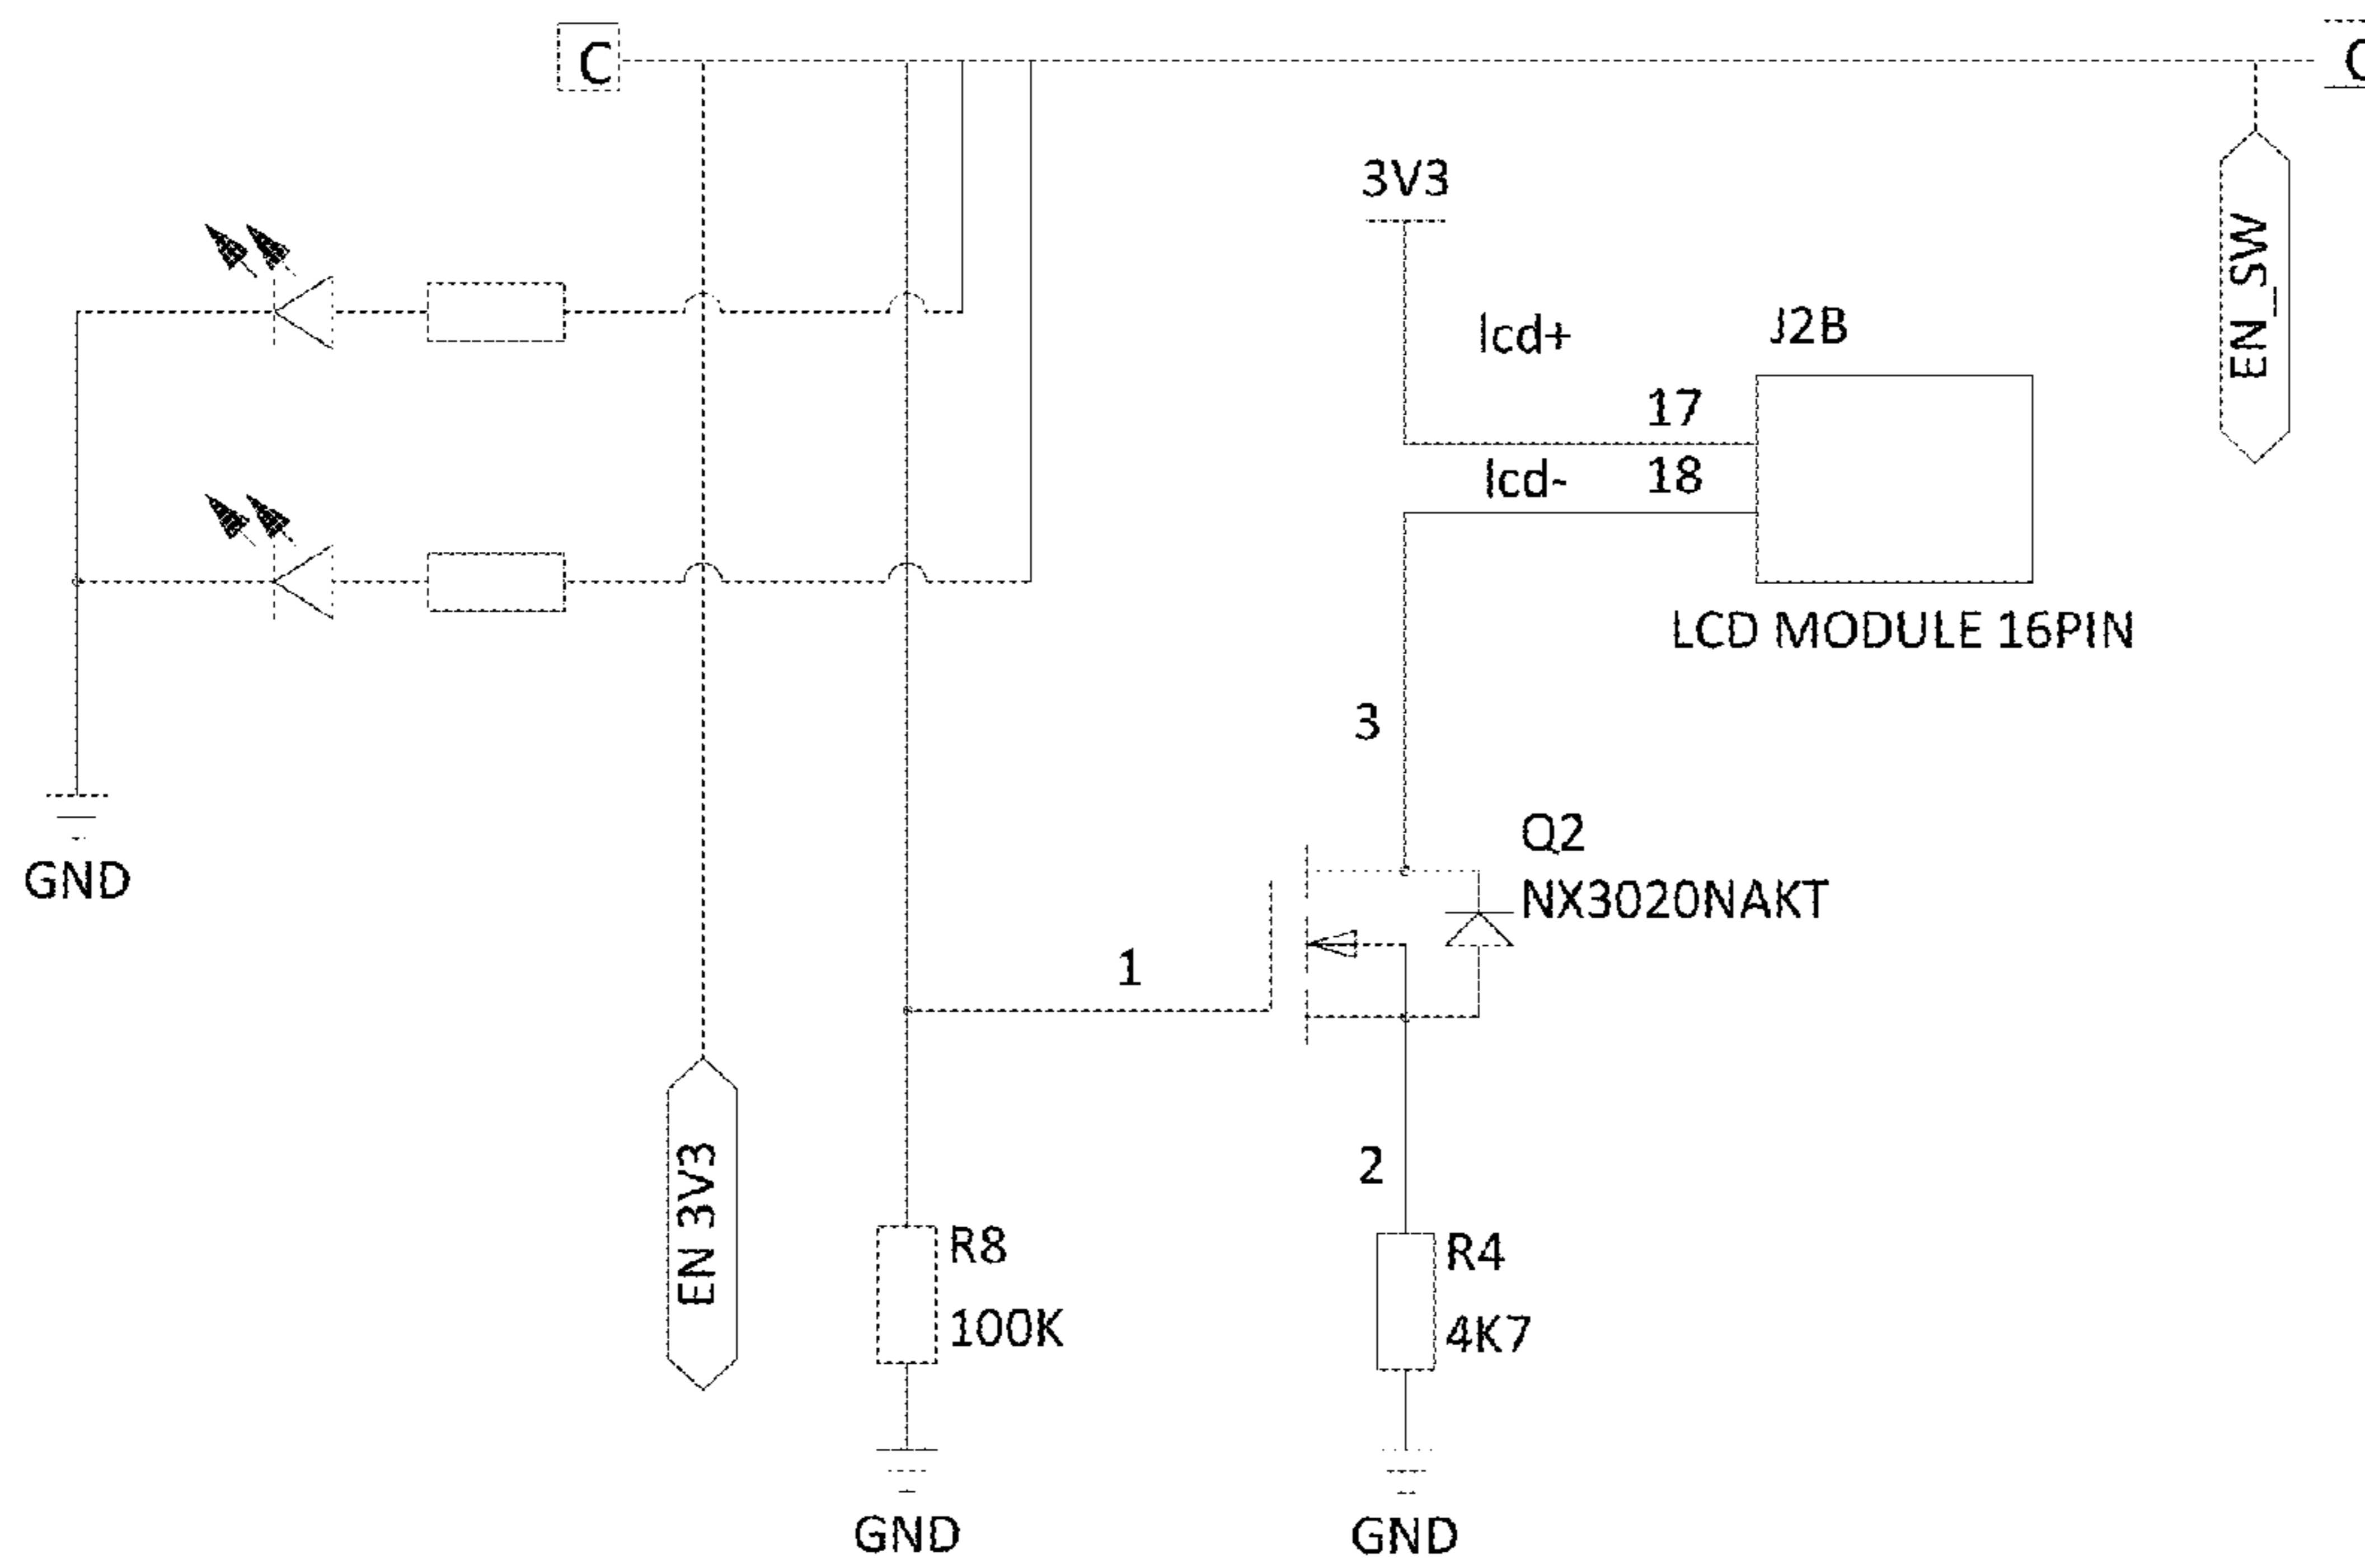 C
C
3V3
EN_SW
lcd+
J2B
17
lcd-
18
LCD MODULE 16PIN
3
Q2
NX3020NAKT
GND
1
EN 3V3
2
R8
100K
R4
4K7
GND
GND